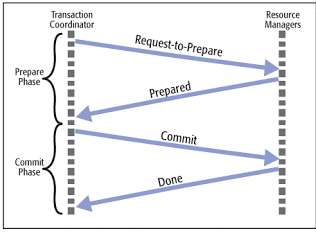 Transaction
Coordinator
Resource
Managers
Request-to-Prepare
Prepare
Phase
Prepared
Commit
Commit
Phase
Done